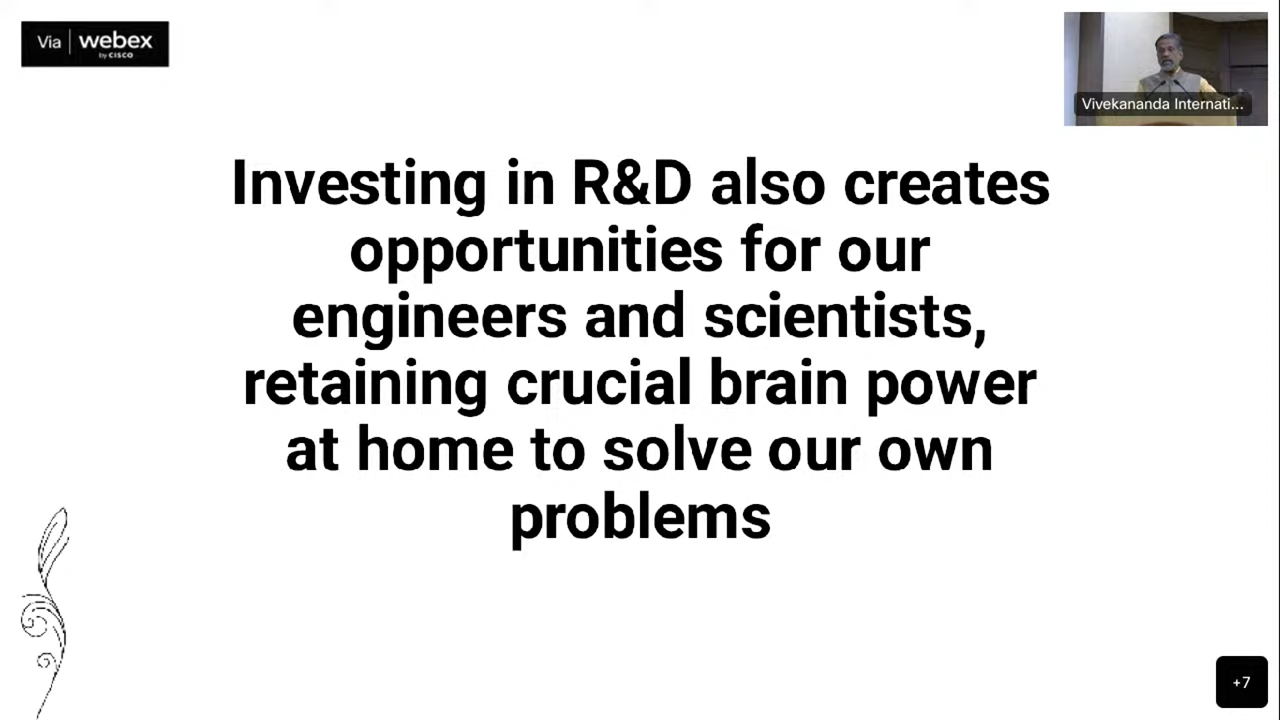 Via | webex
by CISCO
Vivekananda Internati...
Investing in R&D also creates
opportunities for our
engineers and scientists,
retaining crucial brain power
at home to solve our own
problems
+7